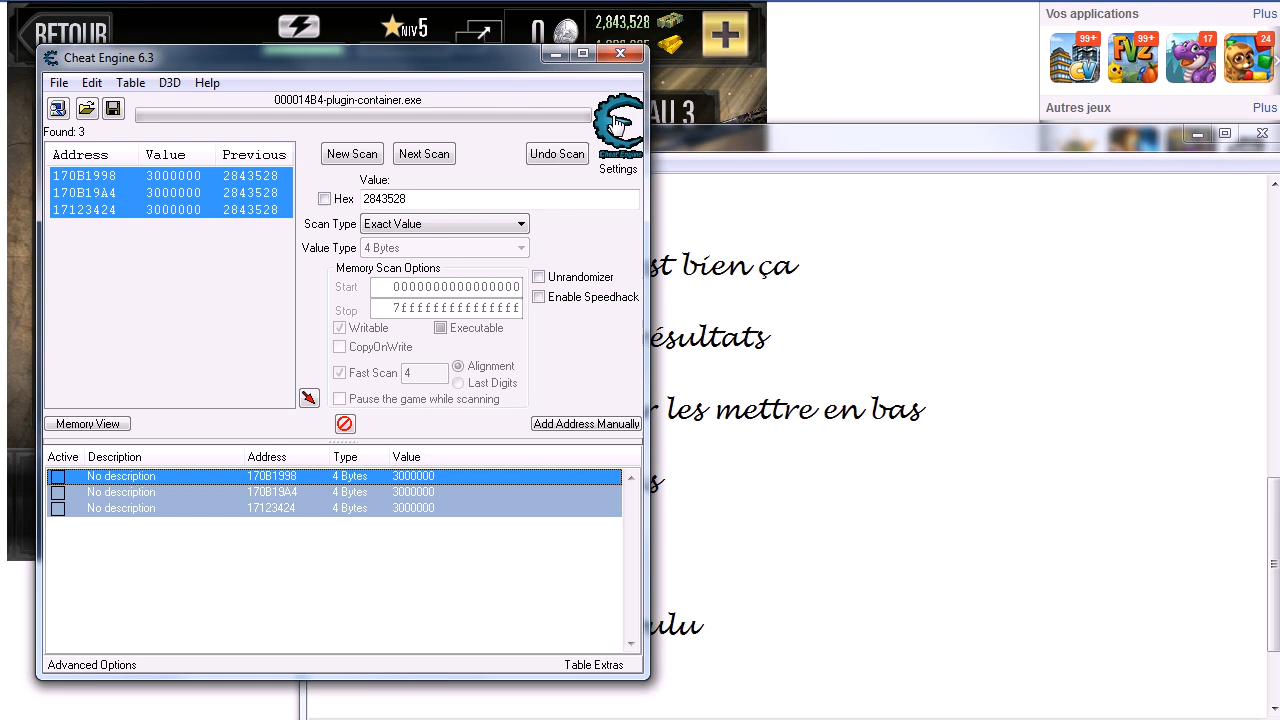 RETOUR
NIV 5
0
2,843,528
Vos applications Plus
99+ 99+ 17 24
Autres jeux Plus
Cheat Engine 6.3
File Edit Table D3D Help
000014B4-plugin-container.exe
Found: 3
Address Value Previous
170B1998 3000000 2843528
170B19A4 3000000 2843528
17123424 3000000 2843528
New Scan Next Scan Undo Scan
Cheat Engine
Settings
Value:
Hex 2843528
Scan Type Exact Value
Value Type 4 Bytes
Memory Scan Options
Start 0000000000000000
Stop 7fffffffffffffff
Writable Executable
CopyOnWrite
Fast Scan 4 Alignment
Last Digits
Pause the game while scanning
Unrandomizer
Enable Speedhack
Memory View Add Address Manually
Active Description Address Type Value
No description 170B1998 4 Bytes 3000000
No description 170B19A4 4 Bytes 3000000
No description 17123424 4 Bytes 3000000
Advanced Options Table Extras
st bien ça
ésultats
r les mettre en bas
s
ulu
AU 3